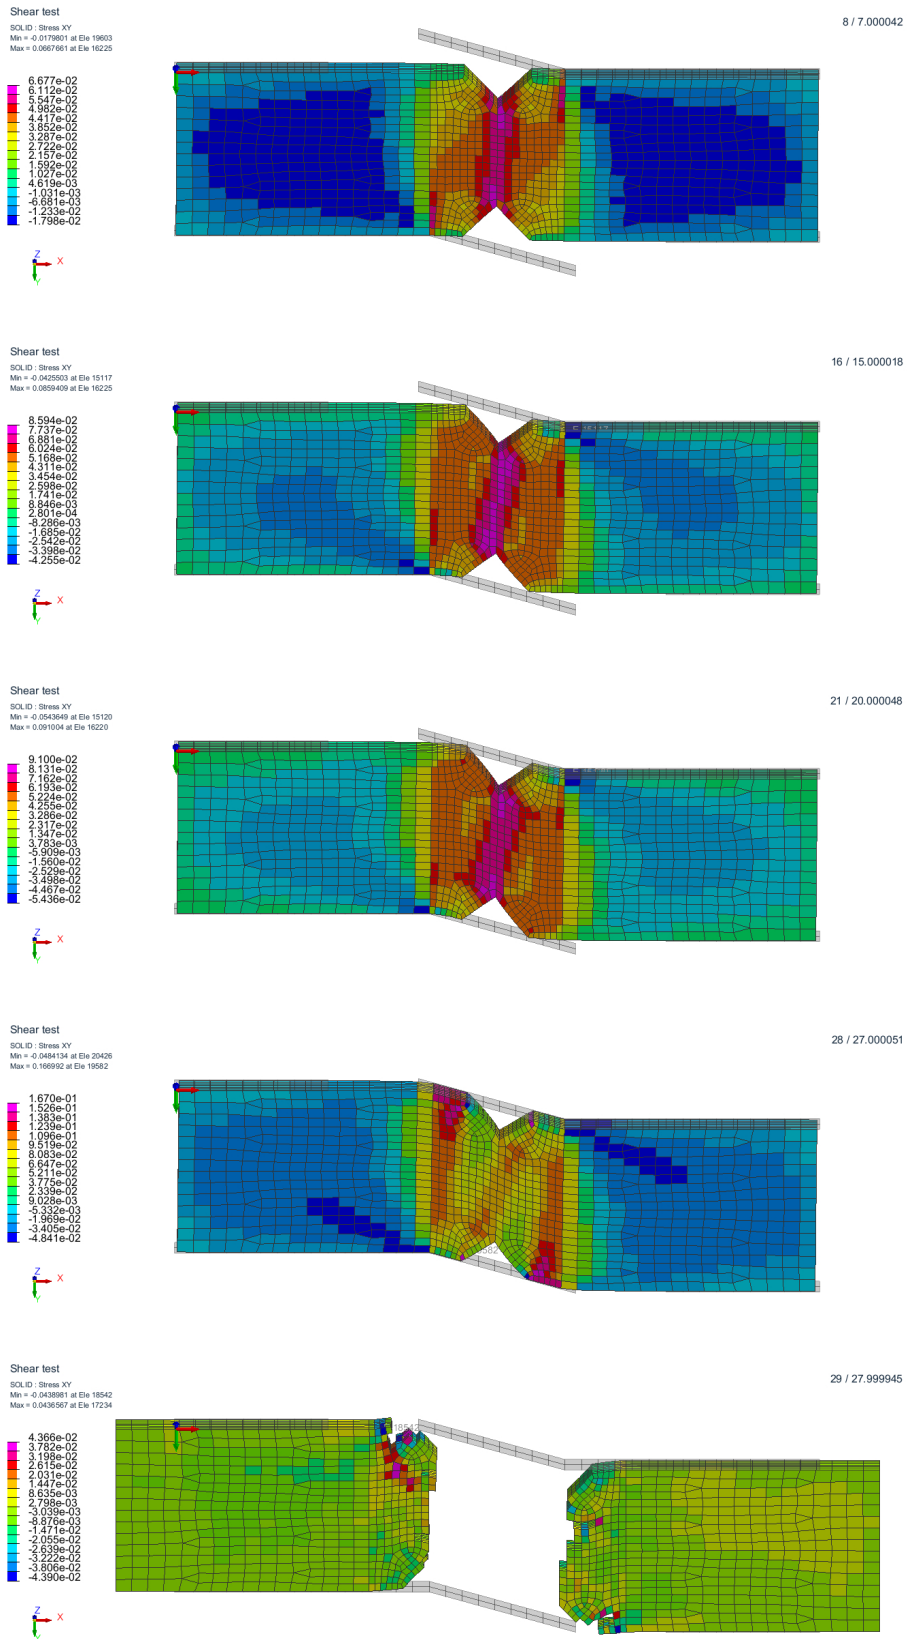 Shear test
8 / 7.000042
SOLID : Stress XY
Min = -0.0179801 at Ele 19603
Max = 0.0667661 at Ele 16225
6.677e-02
6.112e-02
5.547e-02
4.982e-02
4.417e-02
3.852e-02
3.287e-02
2.722e-02
2.157e-02
1.592e-02
1.027e-02
4.619e-03
-1.031e-03
-6.681e-03
-1.233e-02
-1.798e-02
Z
X
Y
Shear test
16 / 15.000018
SOLID : Stress XY
Min = -0.0425503 at Ele 15117
Max = 0.0859409 at Ele 16225
8.594e-02
7.737e-02
6.881e-02
6.024e-02
5.168e-02
4.311e-02
3.454e-02
2.598e-02
1.741e-02
8.846e-03
2.801e-04
-8.286e-03
-1.685e-02
-2.542e-02
-3.398e-02
-4.255e-02
Z
X
Y
Shear test
21 / 20.000048
SOLID : Stress XY
Min = -0.0543649 at Ele 15120
Max = 0.091004 at Ele 16220
9.100e-02
8.131e-02
7.162e-02
6.193e-02
5.224e-02
4.255e-02
3.286e-02
2.317e-02
1.347e-02
3.783e-03
-5.909e-03
-1.560e-02
-2.529e-02
-3.498e-02
-4.467e-02
-5.436e-02
Z
X
Y
Shear test
28 / 27.000051
SOLID : Stress XY
Min = -0.0484134 at Ele 20426
Max = 0.166992 at Ele 19582
1.670e-01
1.526e-01
1.383e-01
1.239e-01
1.096e-01
9.519e-02
8.083e-02
6.647e-02
5.211e-02
3.775e-02
2.339e-02
9.028e-03
-5.332e-03
-1.969e-02
-3.405e-02
-4.841e-02
Z
X
Y
Shear test
29 / 27.999945
SOLID : Stress XY
Min = -0.0438981 at Ele 18542
Max = 0.0436567 at Ele 17234
18542
4.366e-02
3.782e-02
3.198e-02
2.615e-02
2.031e-02
1.447e-02
8.635e-03
2.798e-03
-3.039e-03
-8.876e-03
-1.471e-02
-2.055e-02
-2.639e-02
-3.222e-02
-3.806e-02
-4.390e-02
Z
X
Y